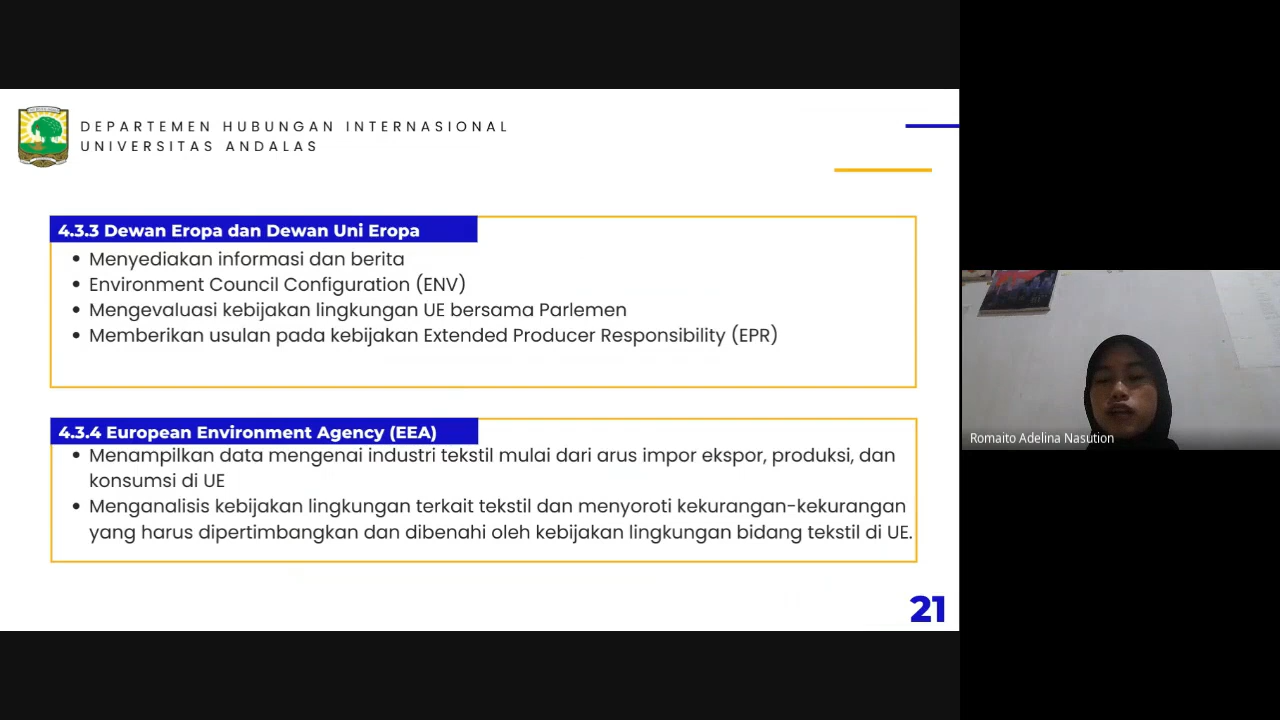 DEPARTEMEN HUBUNGAN INTERNASIONAL
UNIVERSITAS ANDALAS
4.3.3 Dewan Eropa dan Dewan Uni Eropa
• Menyediakan informasi dan berita
• Environment Council Configuration (ENV)
• Mengevaluasi kebijakan lingkungan UE bersama Parlemen
• Memberikan usulan pada kebijakan Extended Producer Responsibility (EPR)
4.3.4 European Environment Agency (EEA)
• Menampilkan data mengenai industri tekstil mulai dari arus impor ekspor, produksi, dan
konsumsi di UE
• Menganalisis kebijakan lingkungan terkait tekstil dan menyoroti kekurangan-kekurangan
yang harus dipertimbangkan dan dibenahi oleh kebijakan lingkungan bidang tekstil di UE.
21
Romaito Adelina Nasution